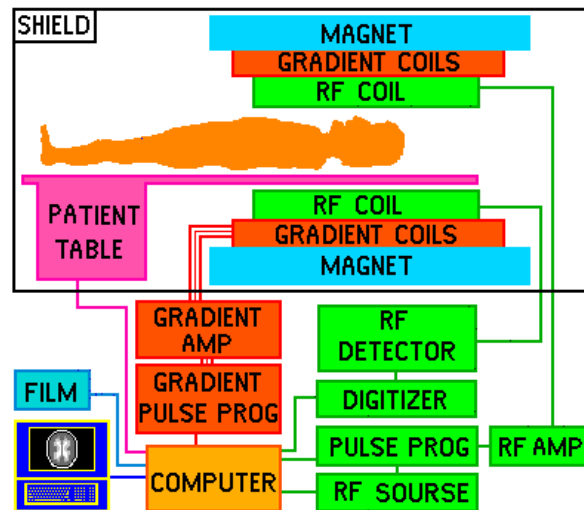 SHIELD
MAGNET
GRADIENT COILS
RF COIL
RF COIL
GRADIENT COILS
MAGNET
PATIENT
TABLE
GRADIENT
AMP
RF
DETECTOR
FILM
GRADIENT
PULSE PROG
DIGITIZER
PULSE PROG
RF AMP
COMPUTER
RF SOURSE